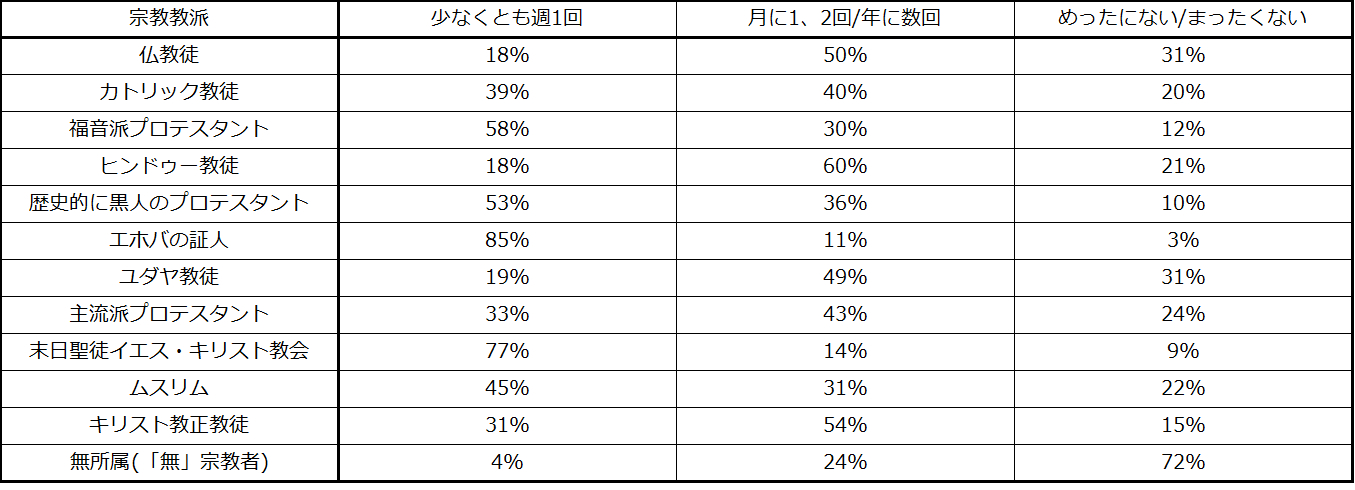 宗教教派 少なくとも週1回 月に1、2回/年に数回 めったにない/まったくない
仏教徒 18% 50% 31%
カトリック教徒 39% 40% 20%
福音派プロテスタント 58% 30% 12%
ヒンドゥー教徒 18% 60% 21%
歴史的に黒人のプロテスタント 53% 36% 10%
エホバの証人 85% 11% 3%
ユダヤ教徒 19% 49% 31%
主流派プロテスタント 33% 43% 24%
末日聖徒イエス・キリスト教会 77% 14% 9%
ムスリム 45% 31% 22%
キリスト教正教徒 31% 54% 15%
無所属(「無」宗教者) 4% 24% 72%